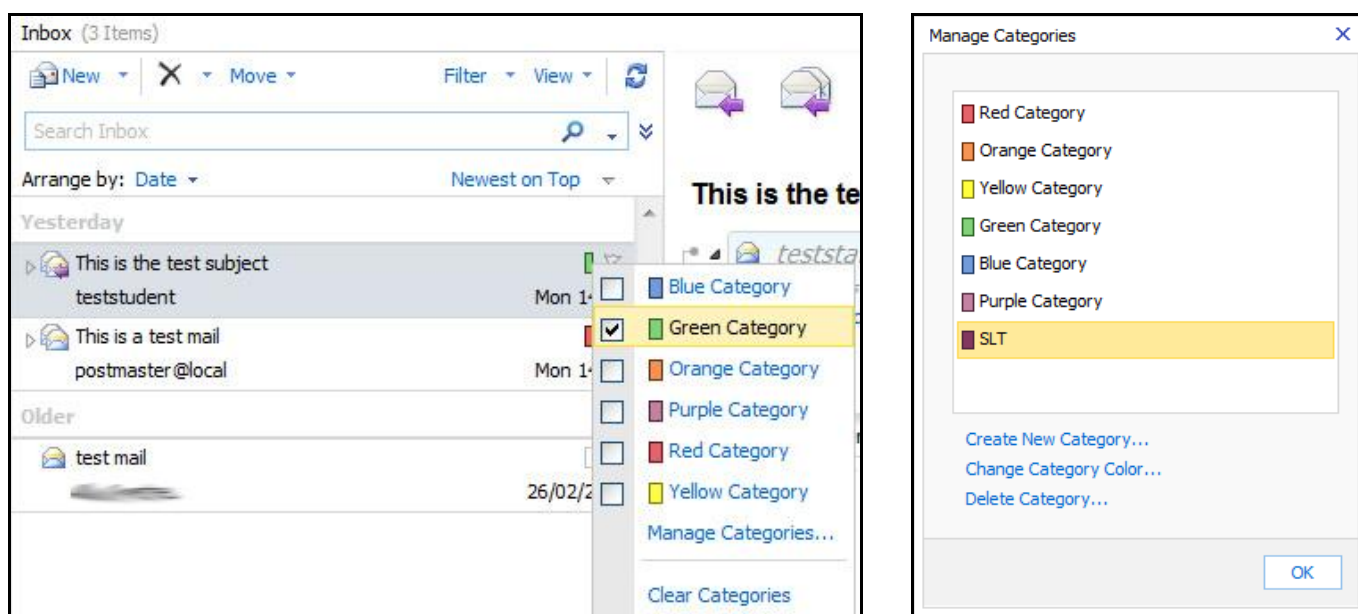 Inbox (3 Items)
New Move Filter View
Search Inbox
Arrange by: Date Newest on Top
Yesterday
This is the test subject
teststudent Mon
This is a test mail
postmaster@local Mon
Older
test mail
26/02/2
This is the te
teststa
Blue Category
Green Category
Orange Category
Purple Category
Red Category
Yellow Category
Manage Categories...
Clear Categories
Manage Categories
Red Category
Orange Category
Yellow Category
Green Category
Blue Category
Purple Category
SLT
Create New Category...
Change Category Color...
Delete Category...
OK